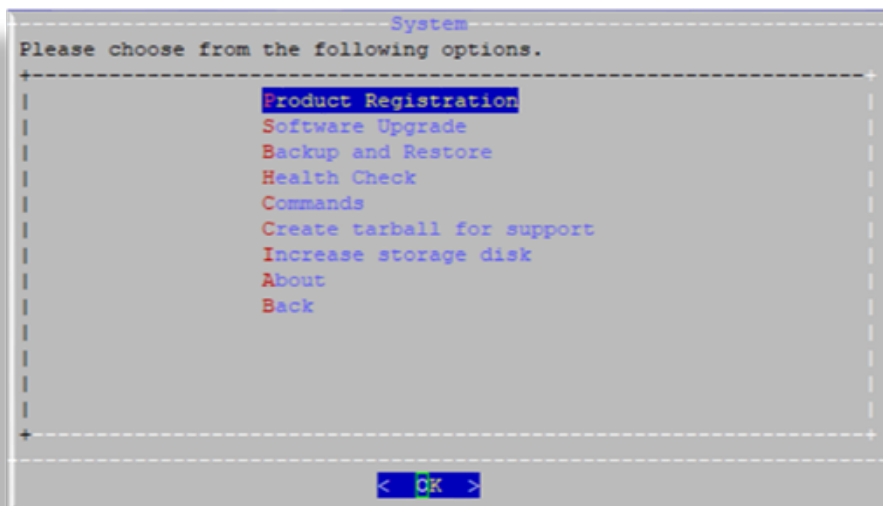 System
Please choose from the following options.
Product Registration
Software Upgrade
Backup and Restore
Health Check
Commands
Create tarball for support
Increase storage disk
About
Back
< OK >